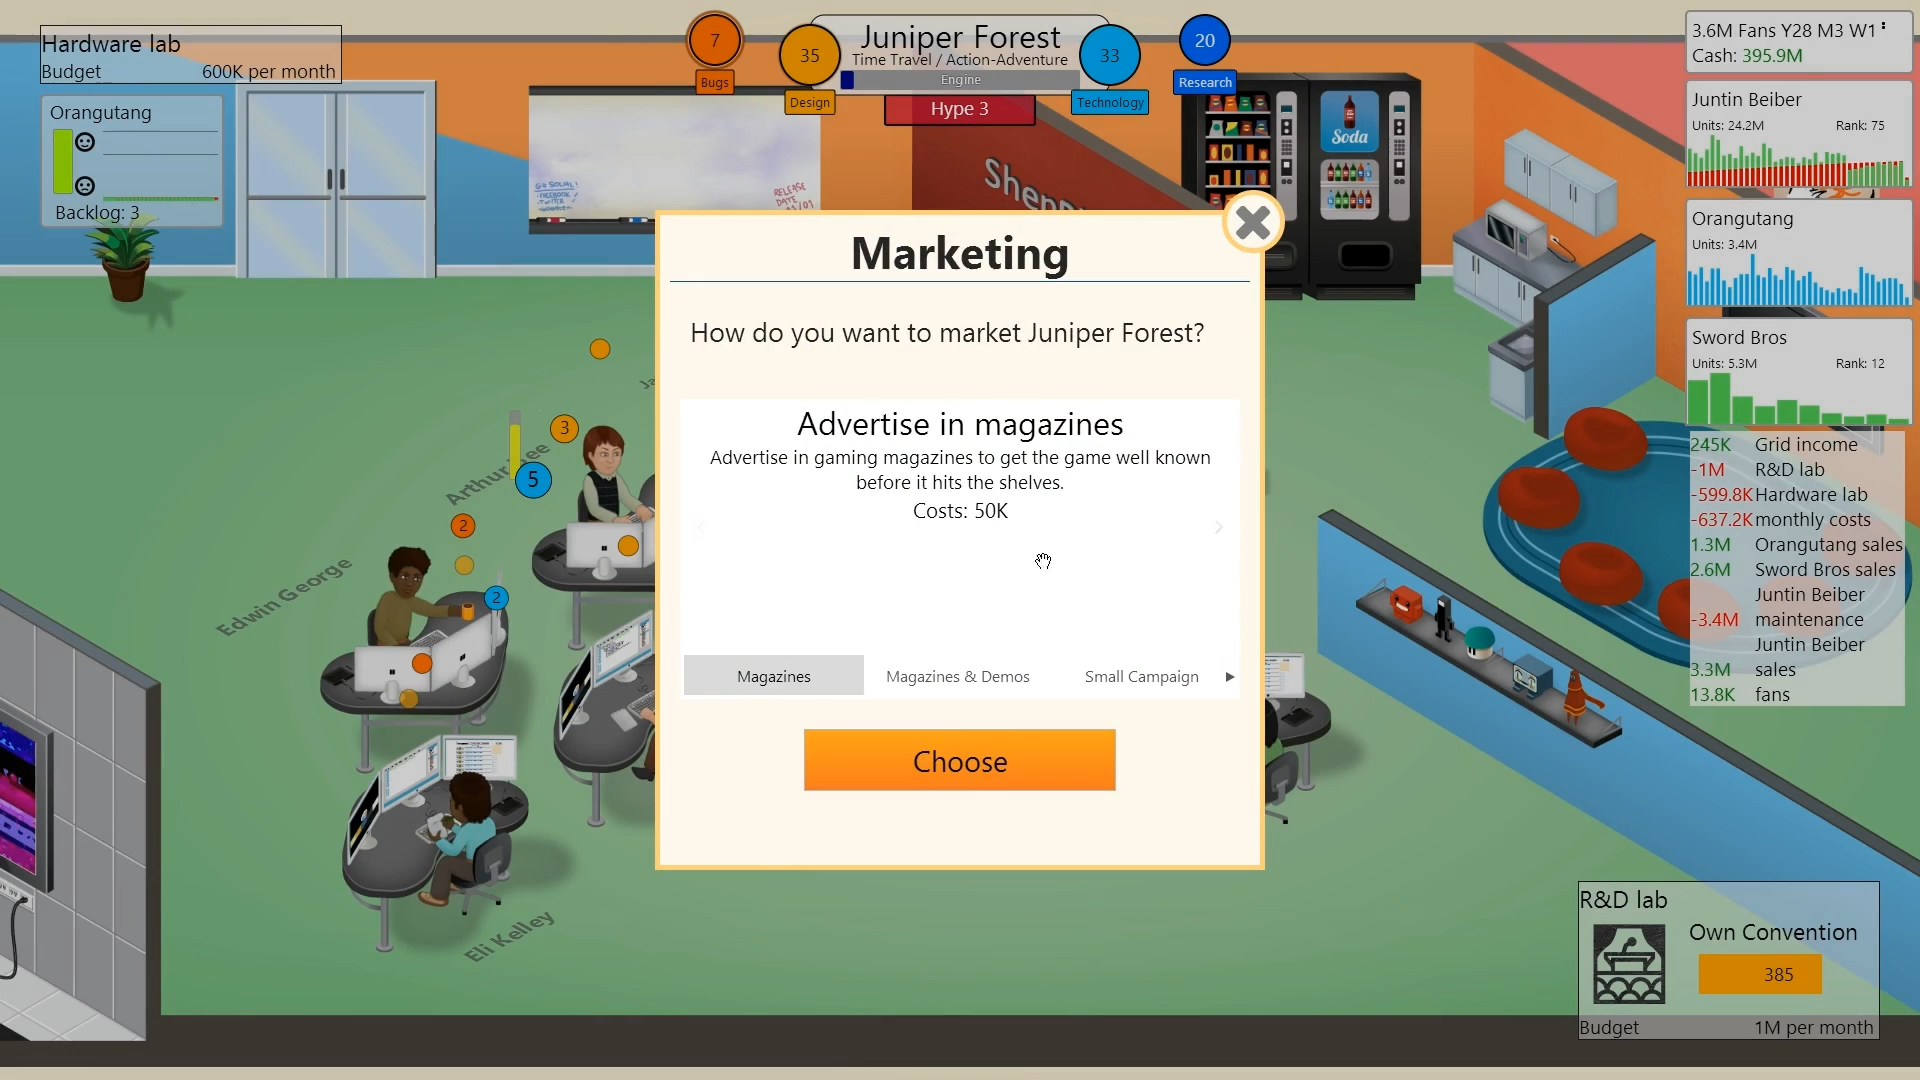 Hardware lab
Budget 600K per month
Orangutang
Backlog: 3
7
Bugs
35
Design
Juniper Forest
Time Travel / Action-Adventure
Engine
Hype 3
33
Technology
20
Research
3.6M Fans Y28 M3 W1
Cash: 395.9M
Juntin Beiber
Units: 24.2M Rank: 75
Orangutang
Units: 3.4M
Sword Bros
Units: 5.3M Rank: 12
245K Grid income
-1M R&D lab
-599.8K Hardware lab
-637.2K monthly costs
1.3M Orangutang sales
2.6M Sword Bros sales
Juntin Beiber
-3.4M maintenance
Juntin Beiber
3.3M sales
13.8K fans
GO SOCIAL!
FACEBOOK
TWITTER
RELEASE
DATE
Soda
Marketing
How do you want to market Juniper Forest?
Advertise in magazines
Advertise in gaming magazines to get the game well known
before it hits the shelves.
Costs: 50K
Magazines Magazines & Demos Small Campaign
Choose
3
5
2
2
Edwin George
Eli Kelley
R&D lab
Own Convention
385
Budget 1M per month